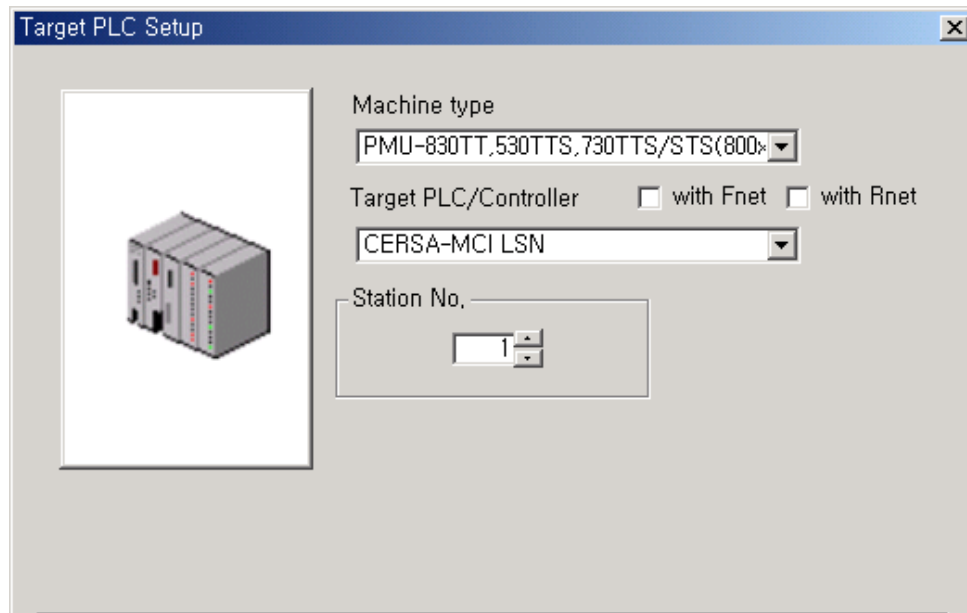 Target PLC Setup
Machine type
PMU-830TT,530TTS,730TTS/STS(800x
Target PLC/Controller with Fnet with Rnet
CERSA-MCI LSN
Station No.
1